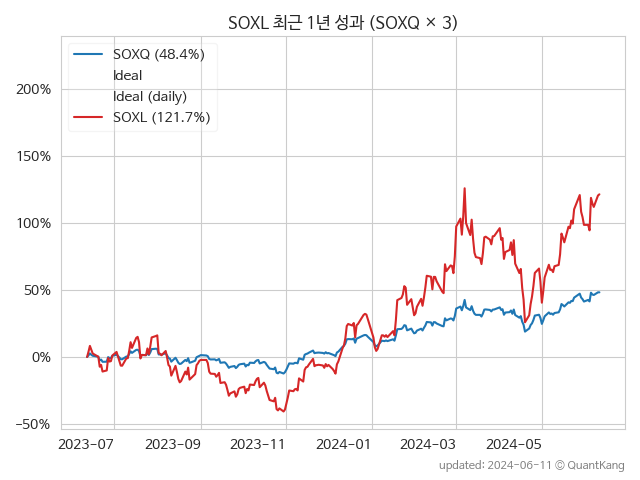 SOXL 최근 1년 성과 (SOXQ × 3)
SOXQ (48.4%)
Ideal
Ideal (daily)
SOXL (121.7%)
200%
150%
100%
50%
0%
−50%
2023−07
2023−09
2023−11
2024−01
2024−03
2024−05
updated: 2024-06-11 © QuantKang